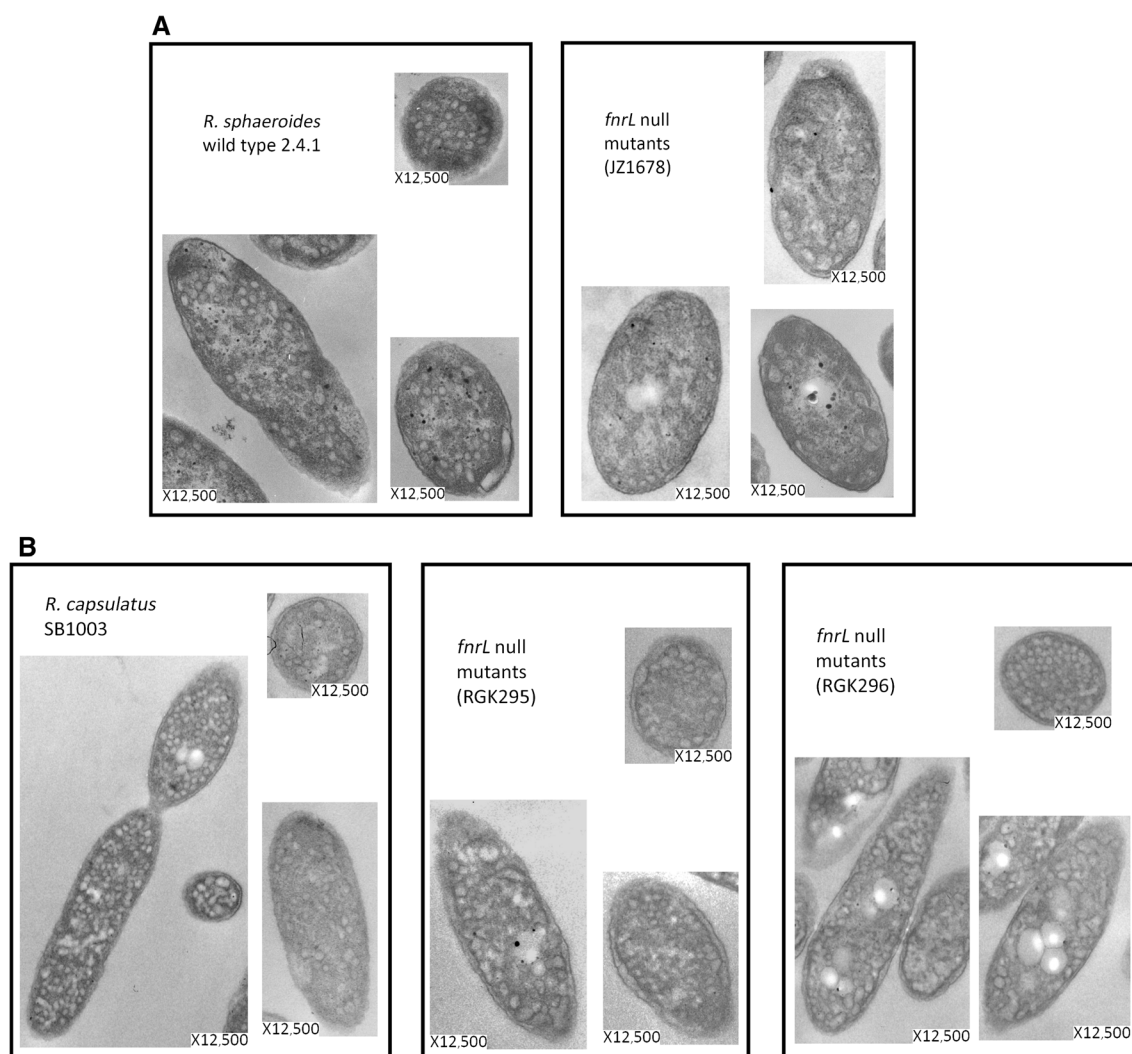 A
R. sphaeroides
wild type 2.4.1
X12,500
X12,500
X12,500
fnrL null
mutants
(JZ1678)
X12,500
X12,500
X12,500
B
R. capsulatus
SB1003
X12,500
X12,500
X12,500
fnrL null
mutants
(RGK295)
X12,500
X12,500
X12,500
fnrL null
mutants
(RGK296)
X12,500
X12,500
X12,500